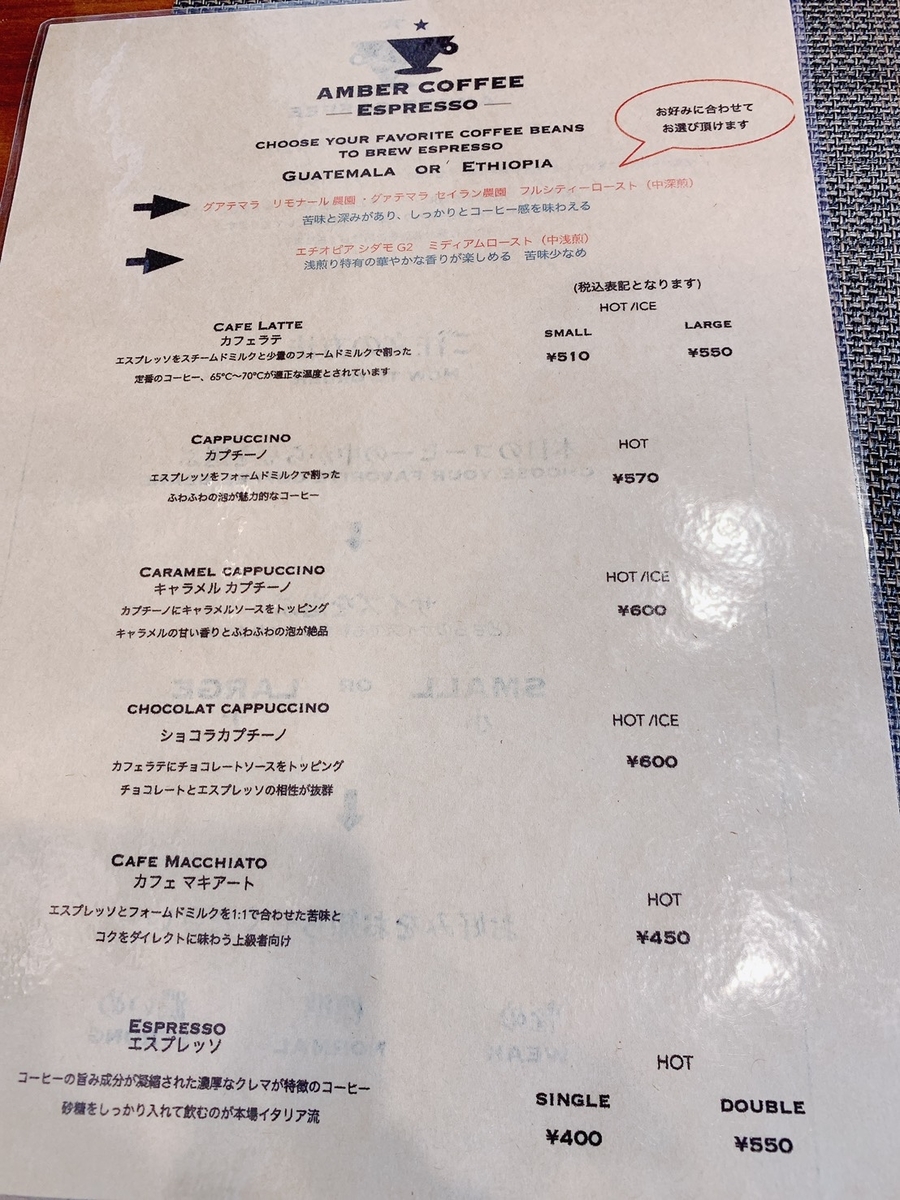 AMBER COFFEE
ESPRESSO
CHOOSE YOUR FAVORITE COFFEE BEANS
TO BREW ESPRESSO
GUATEMALA OR ETHIOPIA
お好みに合わせて
お選び頂けます
グアテマラ リモナール農園・グァテマラ セイラン農園 フルシティーロースト（中深煎）
苦味と深みがあり、しっかりとコーヒー感を味わえる
エチオピア シダモ G2 ミディアムロースト（中浅煎）
浅煎り特有の華やかな香りが楽しめる 苦味少なめ
(税込表記となります)
HOT /ICE
CAFE LATTE
カフェラテ
SMALL LARGE
エスプレッソをスチームドミルクと少量のフォームドミルクで割った
¥510 ¥550
定番のコーヒー、65°C〜70°Cが適正な温度とされています
CAPPUCCINO
カプチーノ
HOT
エスプレッソをフォームドミルクで割った
¥570
ふわふわの泡が魅力的なコーヒー
CARAMEL CAPPUCCINO
キャラメル カプチーノ
HOT /ICE
カプチーノにキャラメルソースをトッピング
¥600
キャラメルの甘い香りとふわふわの泡が絶品
CHOCOLAT CAPPUCCINO
ショコラカプチーノ
HOT /ICE
カフェラテにチョコレートソースをトッピング
¥600
チョコレートとエスプレッソの相性が抜群
CAFE MACCHIATO
カフェ マキアート
HOT
エスプレッソとフォームドミルクを1:1で合わせた苦味と
¥450
コクをダイレクトに味わう上級者向け
ESPRESSO
エスプレッソ
HOT
コーヒーの旨み成分が凝縮された濃厚なクレマが特徴のコーヒー
SINGLE DOUBLE
砂糖をしっかり入れて飲むのが本場イタリア流
¥400 ¥550